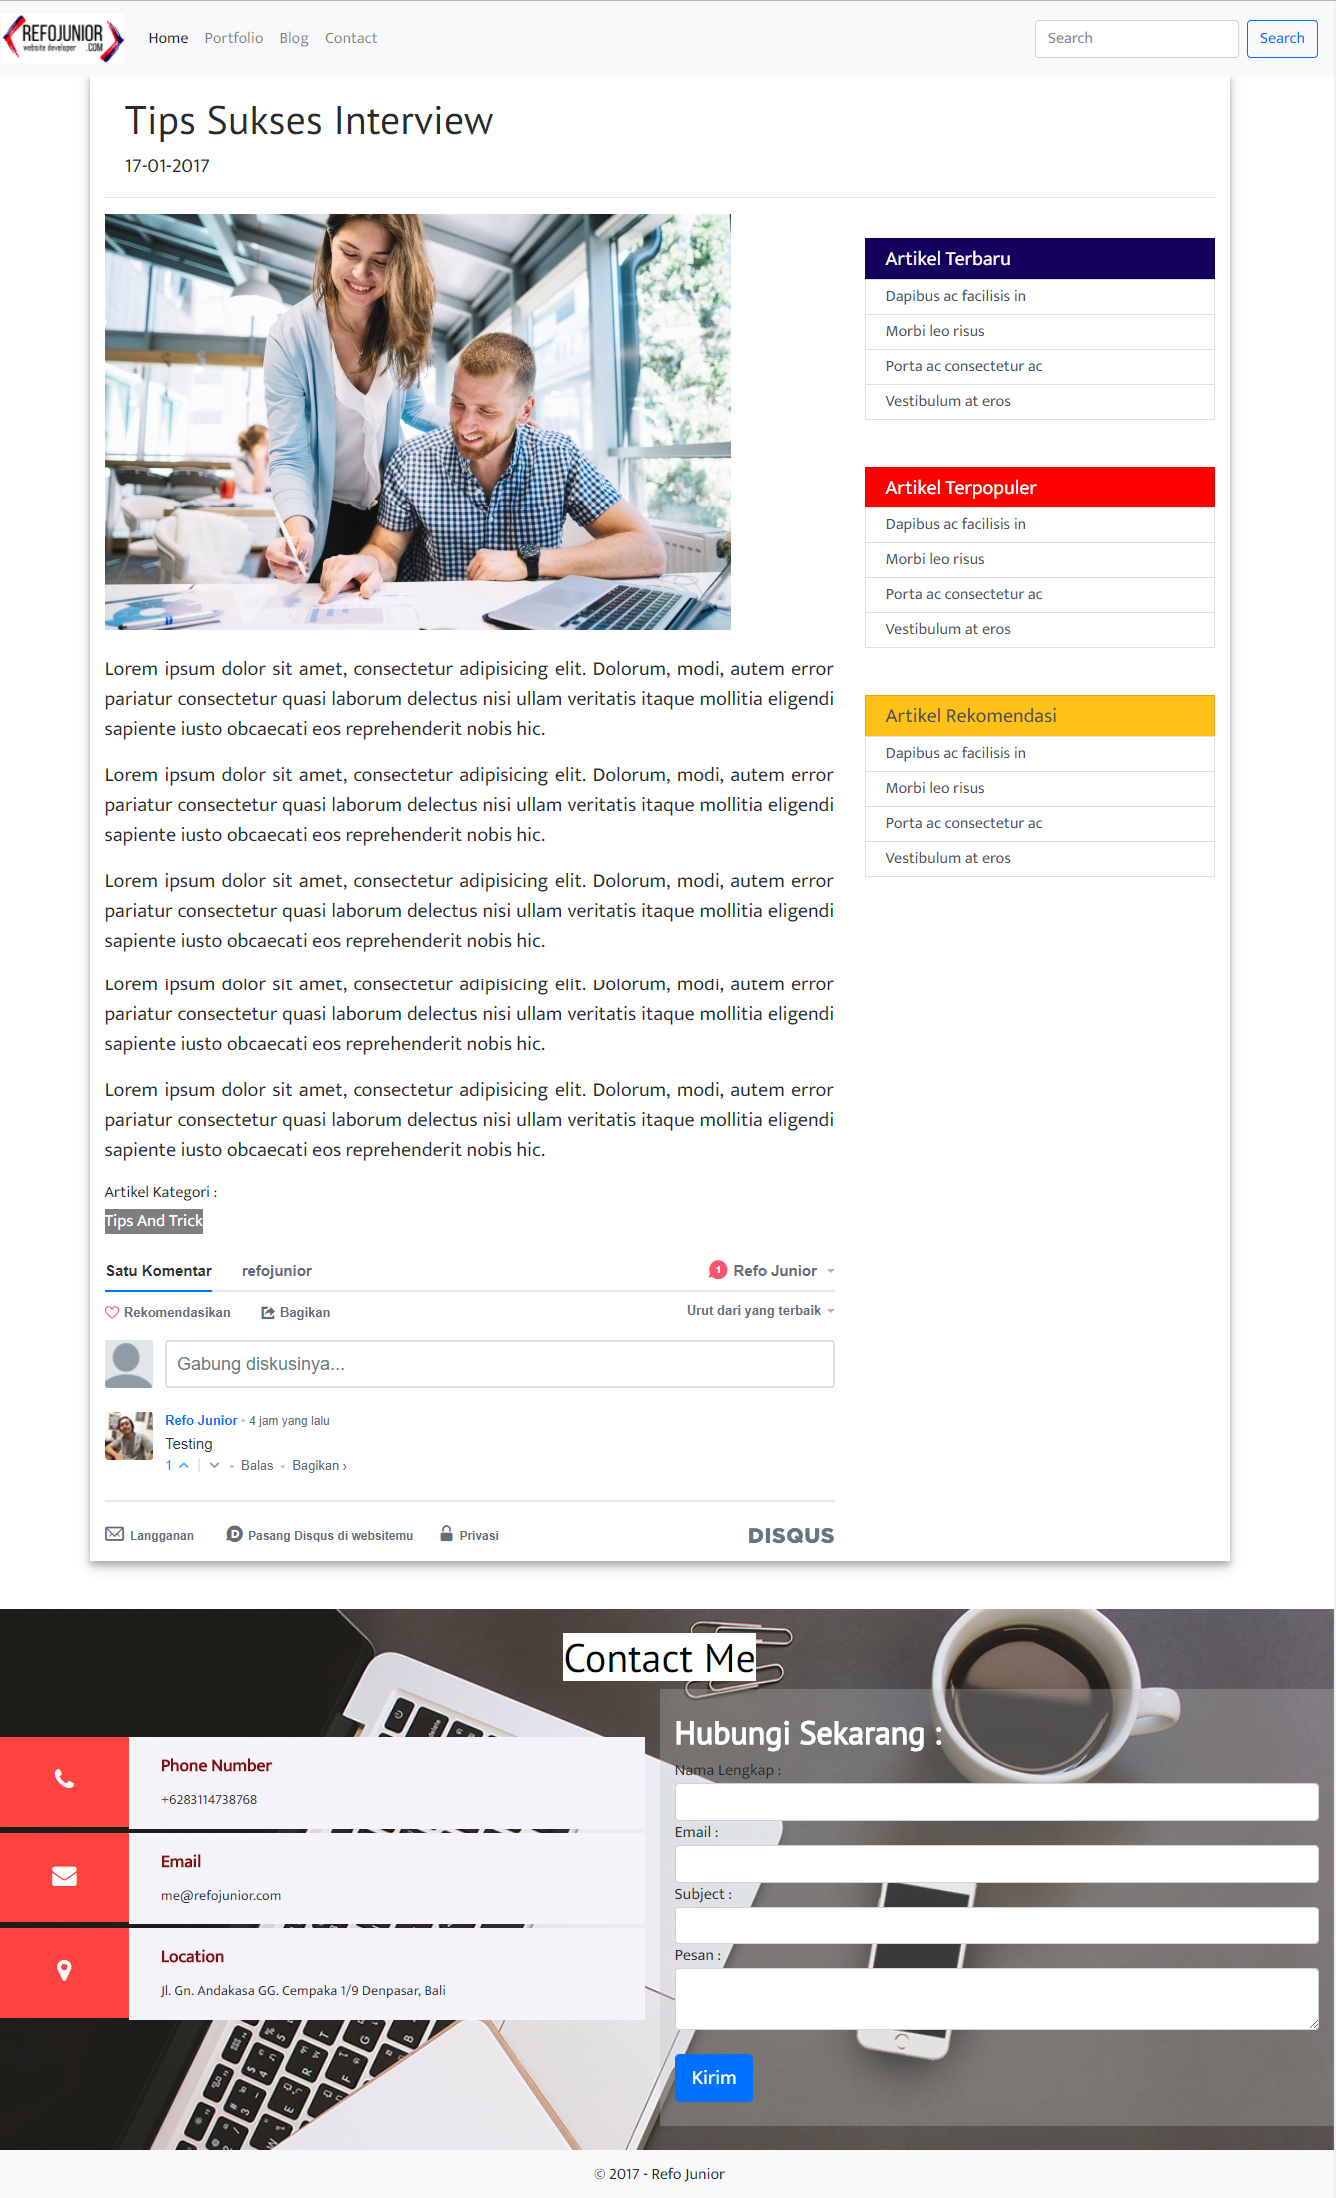 REFOJUNIOR
website developer .COM
Home Portfolio Blog Contact
Search Search
Tips Sukses Interview
17-01-2017
Artikel Terbaru
Dapibus ac facilisis in
Morbi leo risus
Porta ac consectetur ac
Vestibulum at eros
Artikel Terpopuler
Dapibus ac facilisis in
Morbi leo risus
Porta ac consectetur ac
Vestibulum at eros
Artikel Rekomendasi
Dapibus ac facilisis in
Morbi leo risus
Porta ac consectetur ac
Vestibulum at eros
Lorem ipsum dolor sit amet, consectetur adipisicing elit. Dolorum, modi, autem error
pariatur consectetur quasi laborum delectus nisi ullam veritatis itaque mollitia eligendi
sapiente iusto obcaecati eos reprehenderit nobis hic.
Lorem ipsum dolor sit amet, consectetur adipisicing elit. Dolorum, modi, autem error
pariatur consectetur quasi laborum delectus nisi ullam veritatis itaque mollitia eligendi
sapiente iusto obcaecati eos reprehenderit nobis hic.
Lorem ipsum dolor sit amet, consectetur adipisicing elit. Dolorum, modi, autem error
pariatur consectetur quasi laborum delectus nisi ullam veritatis itaque mollitia eligendi
sapiente iusto obcaecati eos reprehenderit nobis hic.
Lorem ipsum dolor sit amet, consectetur adipisicing elit. Dolorum, modi, autem error
pariatur consectetur quasi laborum delectus nisi ullam veritatis itaque mollitia eligendi
sapiente iusto obcaecati eos reprehenderit nobis hic.
Lorem ipsum dolor sit amet, consectetur adipisicing elit. Dolorum, modi, autem error
pariatur consectetur quasi laborum delectus nisi ullam veritatis itaque mollitia eligendi
sapiente iusto obcaecati eos reprehenderit nobis hic.
Artikel Kategori :
Tips And Trick
Satu Komentar refojunior 1 Refo Junior
Rekomendasikan Bagikan Urut dari yang terbaik
Gabung diskusinya...
Refo Junior • 4 jam yang lalu
Testing
1 • Balas • Bagikan ›
Langganan Pasang Disqus di websitemu Privasi DISQUS
Contact Me
Phone Number
+6283114738768
Email
me@refojunior.com
Location
Jl. Gn. Andakasa GG. Cempaka 1/9 Denpasar, Bali
Hubungi Sekarang :
Nama Lengkap :
Email :
Subject :
Pesan :
Kirim
© 2017 - Refo Junior